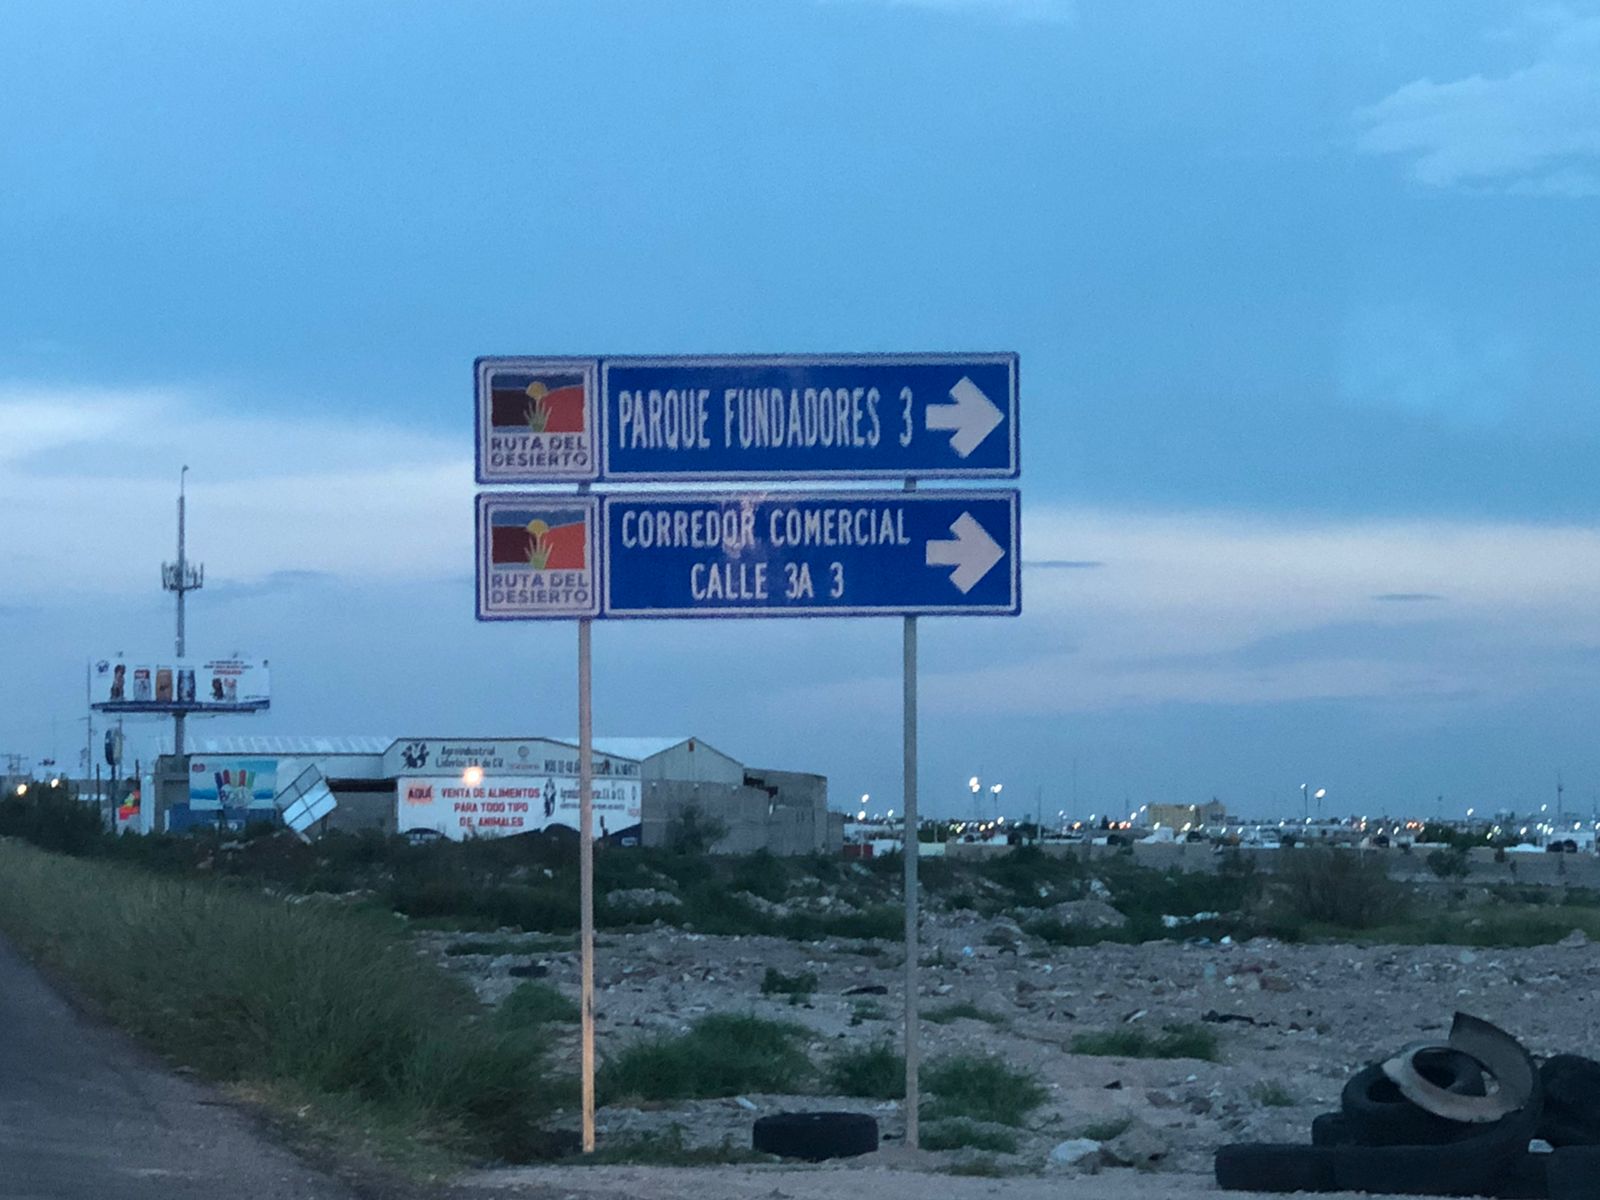 RUTA DEL
DESIERTO
PARQUE FUNDADORES 3
RUTA DEL
DESIERTO
CORREDOR COMERCIAL
CALLE 3A 3
Agroindustrial
AQUÍ
VENTA DE ALIMENTOS
PARA TODO TIPO
DE ANIMALES